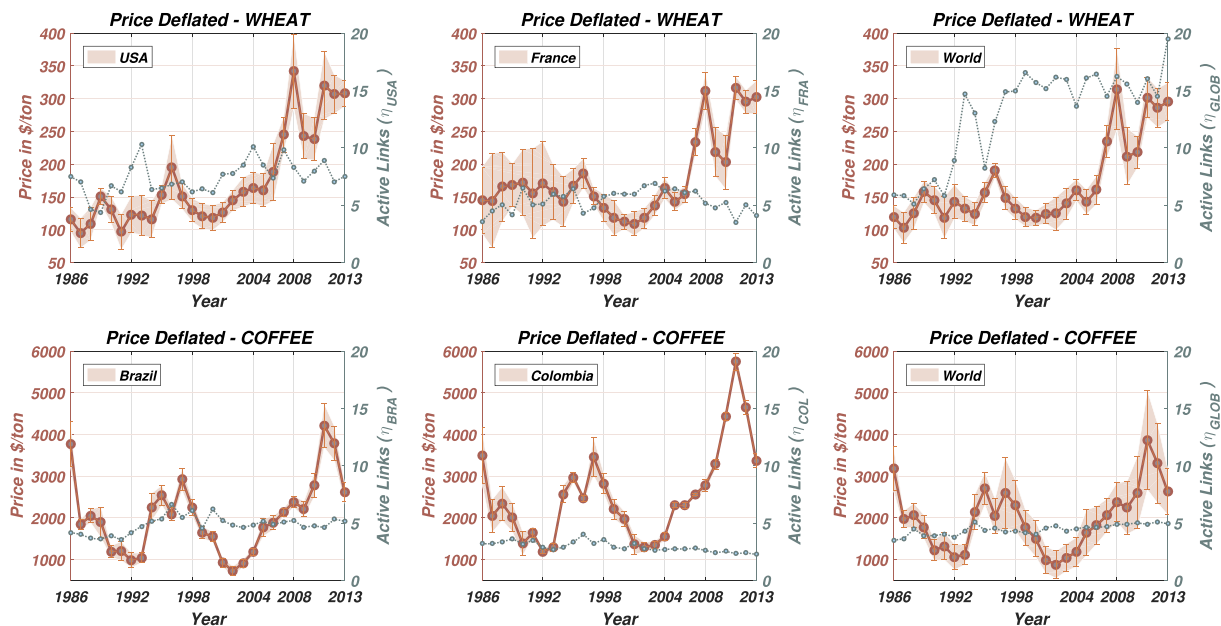 Price Deflated - WHEAT
USA
400
350
300
250
200
150
100
50
Price in $/ton
20
15
10
5
0
Active Links (η USA )
1986 1992 1998 2004 2008 2013
Year
Price Deflated - WHEAT
France
400
350
300
250
200
150
100
50
Price in $/ton
20
15
10
5
0
Active Links (η FRA )
1986 1992 1998 2004 2008 2013
Year
Price Deflated - WHEAT
World
400
350
300
250
200
150
100
50
Price in $/ton
20
15
10
5
0
Active Links (η GLOB )
1986 1992 1998 2004 2008 2013
Year
Price Deflated - COFFEE
Brazil
6000
5000
4000
3000
2000
1000
Price in $/ton
20
15
10
5
0
Active Links (η BRA )
1986 1992 1998 2004 2008 2013
Year
Price Deflated - COFFEE
Colombia
6000
5000
4000
3000
2000
1000
Price in $/ton
20
15
10
5
0
Active Links (η COL )
1986 1992 1998 2004 2008 2013
Year
Price Deflated - COFFEE
World
6000
5000
4000
3000
2000
1000
Price in $/ton
20
15
10
5
0
Active Links (η GLOB )
1986 1992 1998 2004 2008 2013
Year